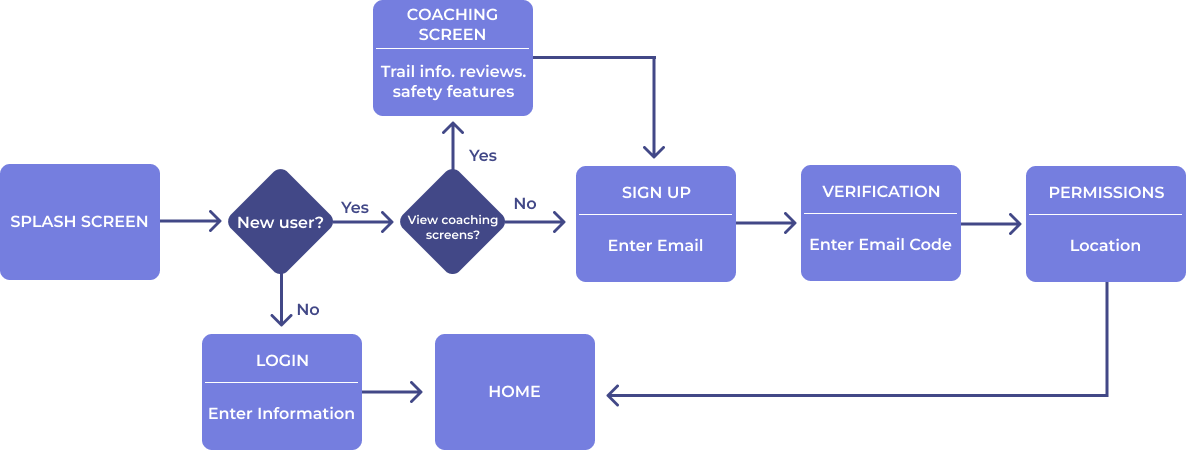 COACHING
SCREEN
Trail info. reviews.
safety features
Yes
SPLASH SCREEN
New user?
Yes
View coaching
screens?
No
SIGN UP
Enter Email
VERIFICATION
Enter Email Code
PERMISSIONS
Location
No
LOGIN
Enter Information
HOME